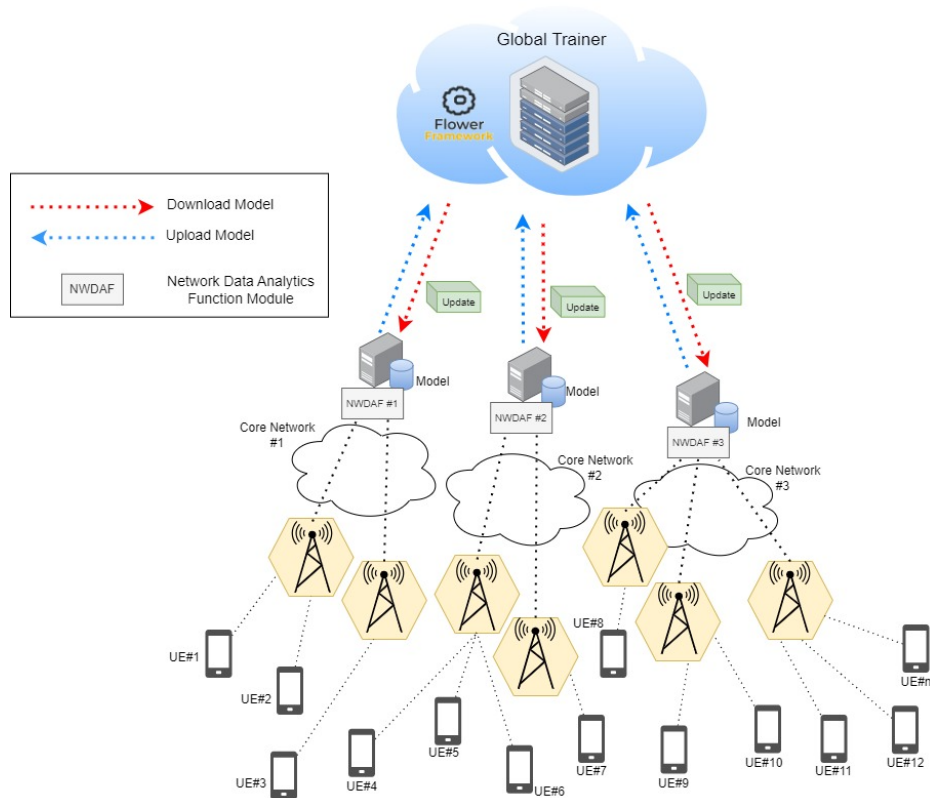 Global Trainer
Flower
Framework
Download Model
Upload Model
NWDAF
Network Data Analytics
Function Module
Update
Update
Update
Model
NWDAF #1
Model
NWDAF #2
Model
NWDAF #3
Core Network
#1
Core Network
#2
Core Network
#3
UE#1
UE#2
UE#3
UE#4
UE#5
UE#6
UE#7
UE#8
UE#9
UE#10
UE#11
UE#12
UE#n